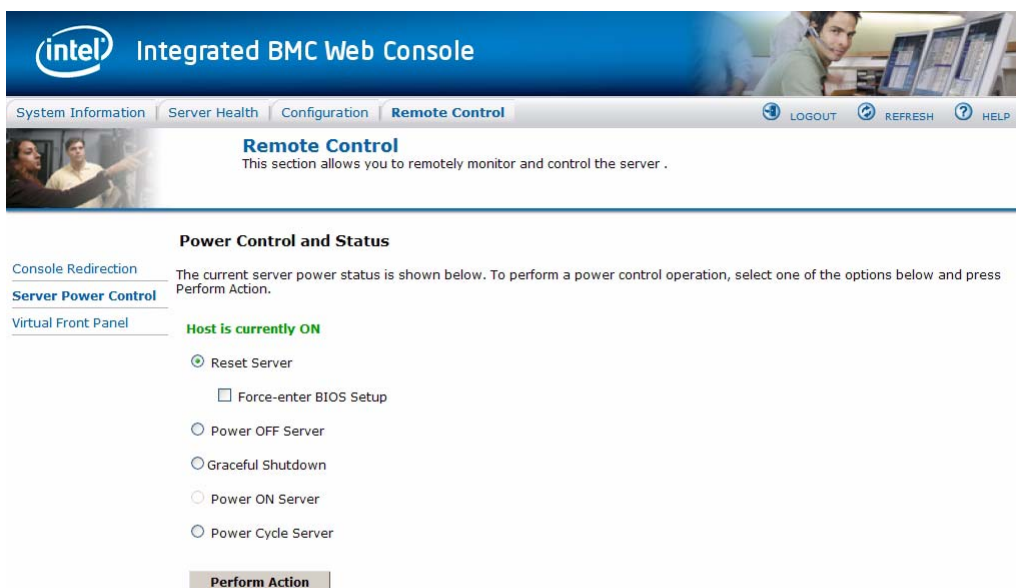 intel Integrated BMC Web Console
System Information Server Health Configuration Remote Control LOGOUT REFRESH ? HELP
Remote Control
This section allows you to remotely monitor and control the server .
Power Control and Status
Console Redirection
Server Power Control
Virtual Front Panel
The current server power status is shown below. To perform a power control operation, select one of the options below and press
Perform Action.
Host is currently ON
Reset Server
Force-enter BIOS Setup
Power OFF Server
Graceful Shutdown
Power ON Server
Power Cycle Server
Perform Action